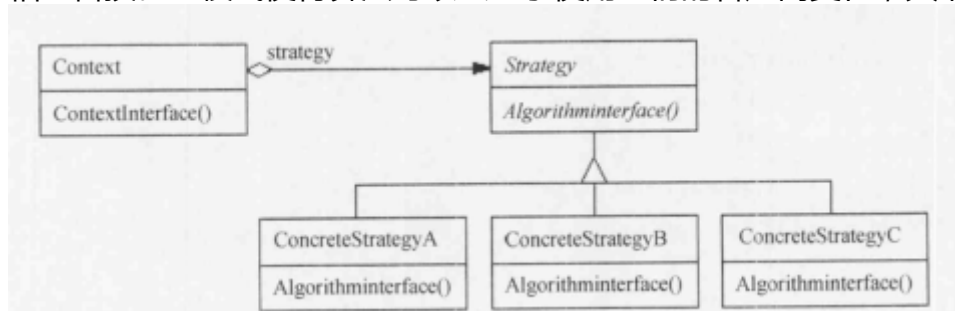 strategy
Context
Strategy
ContextInterface()
Algorithminterface()
ConcreteStrategyA
ConcreteStrategyB
ConcreteStrategyC
Algorithminterface()
Algorithminterface()
Algorithminterface()